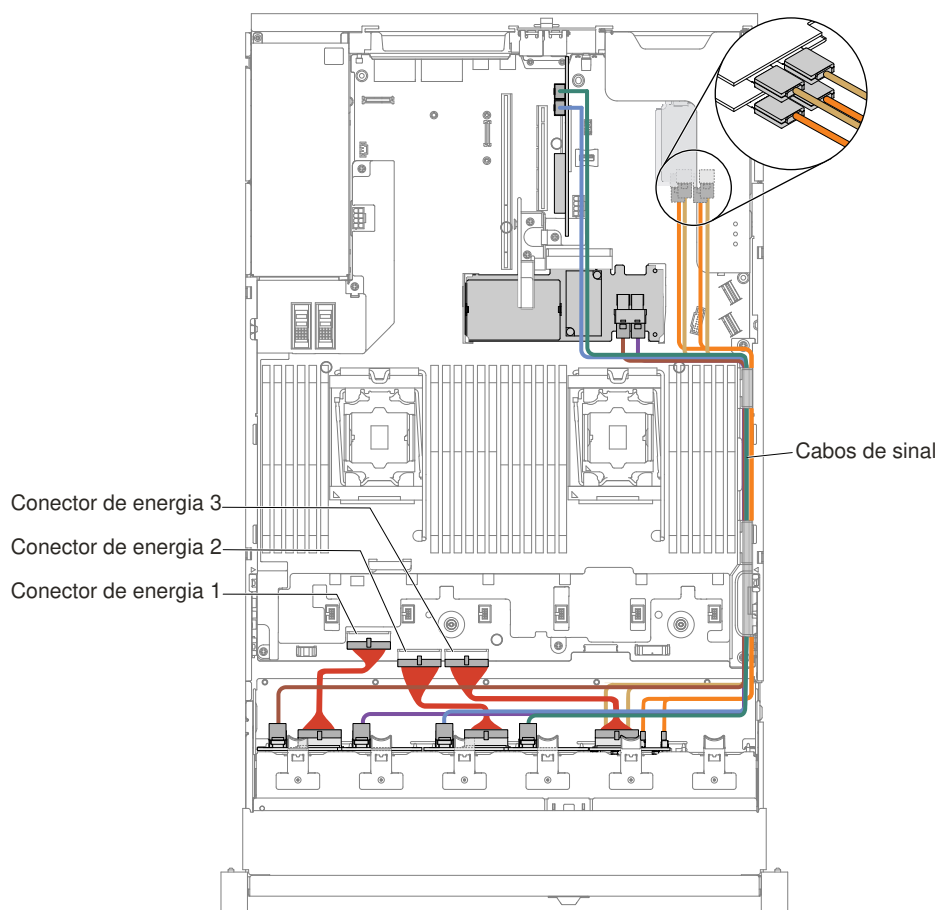 Cabos de sinal
Conector de energia 3
Conector de energia 2
Conector de energia 1